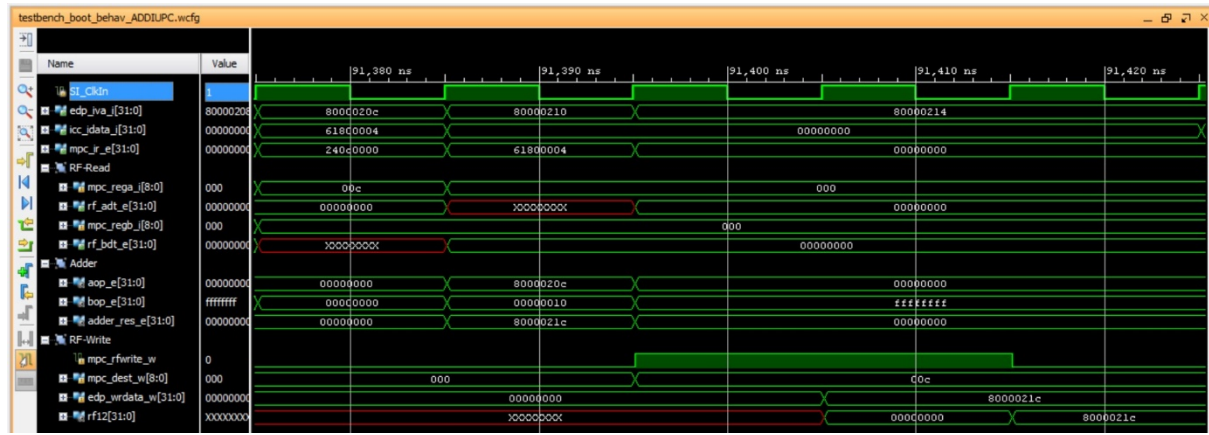 testbench_boot_behav_ADDIUPC.wcfg
Name Value
91,380 ns 91,390 ns 91,400 ns 91,410 ns 91,420 ns
SI_ClkIn 1
edp_iva_i[31:0] 80000208 8000020c 80000210 80000214
icc_idata_i[31:0] 00000000 61800004 00000000
mpc_ir_e[31:0] 00000000 240c0000 61800004 00000000
RF-Read
mpc_rega_i[8:0] 000 00c 000
rf_adt_e[31:0] 00000000 00000000 XXXXXXXX 00000000
mpc_regb_i[8:0] 000 000
rf_bdt_e[31:0] 00000000 XXXXXXXX 00000000
Adder
aop_e[31:0] 00000000 00000000 8000020c 00000000
bop_e[31:0] ffffffff 00000000 00000010 ffffffff
adder_res_e[31:0] 00000000 00000000 8000021c 00000000
RF-Write
mpc_rfwrite_w 0
mpc_dest_w[8:0] 000 000 00c
edp_wrdata_w[31:0] 00000000 00000000 8000021c
rf12[31:0] XXXXXXXX XXXXXXXX 00000000 8000021c